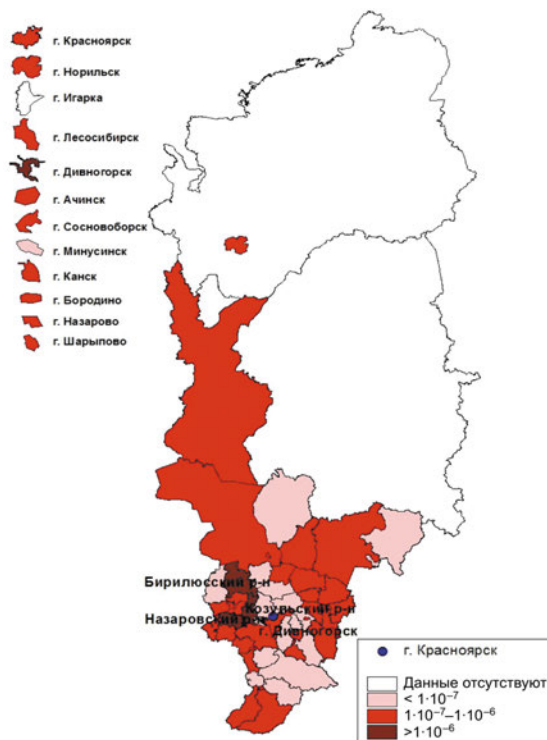 г. Красноярск
г. Норильск
г. Игарка
г. Лесосибирск
г. Дивногорск
г. Ачинск
г. Сосновоборск
г. Минусинск
г. Канск
г. Бородино
г. Назарово
г. Шарыпово
Бирилюсский р-н
Козульский р-н
Назаровский р-н
г. Дивногорск
г. Красноярск
Данные отсутствуют
< 1·10⁻⁷
1·10⁻⁷–1·10⁻⁶
>1·10⁻⁶